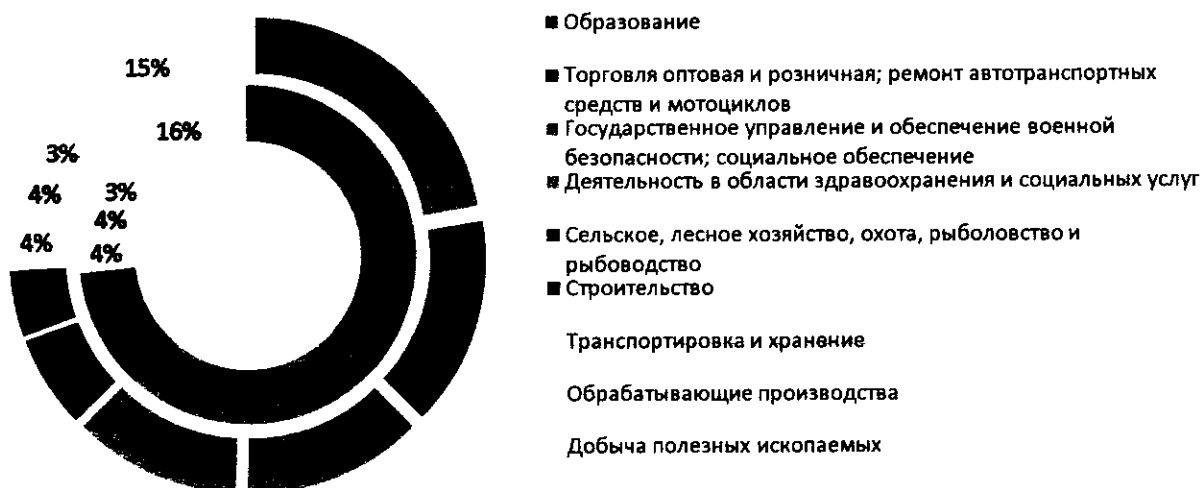 15%
16%
3%
4%
3%
4%
4%
4%
Образование
Торговля оптовая и розничная; ремонт автотранспортных
средств и мотоциклов
Государственное управление и обеспечение военной
безопасности; социальное обеспечение
Деятельность в области здравоохранения и социальных услуг
Сельское, лесное хозяйство, охота, рыболовство и
рыбоводство
Строительство
Транспортировка и хранение
Обрабатывающие производства
Добыча полезных ископаемых